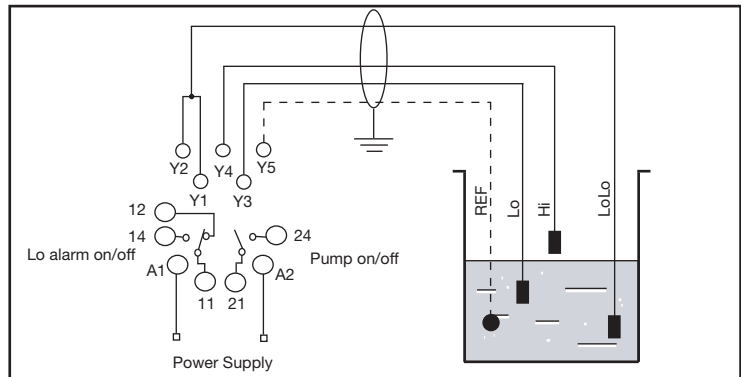 Y2
Y4
Y5
Y1
Y3
12
14
24
Lo alarm on/off
Pump on/off
A1
A2
11
21
Power Supply
REF
Lo
Hi
LoLo